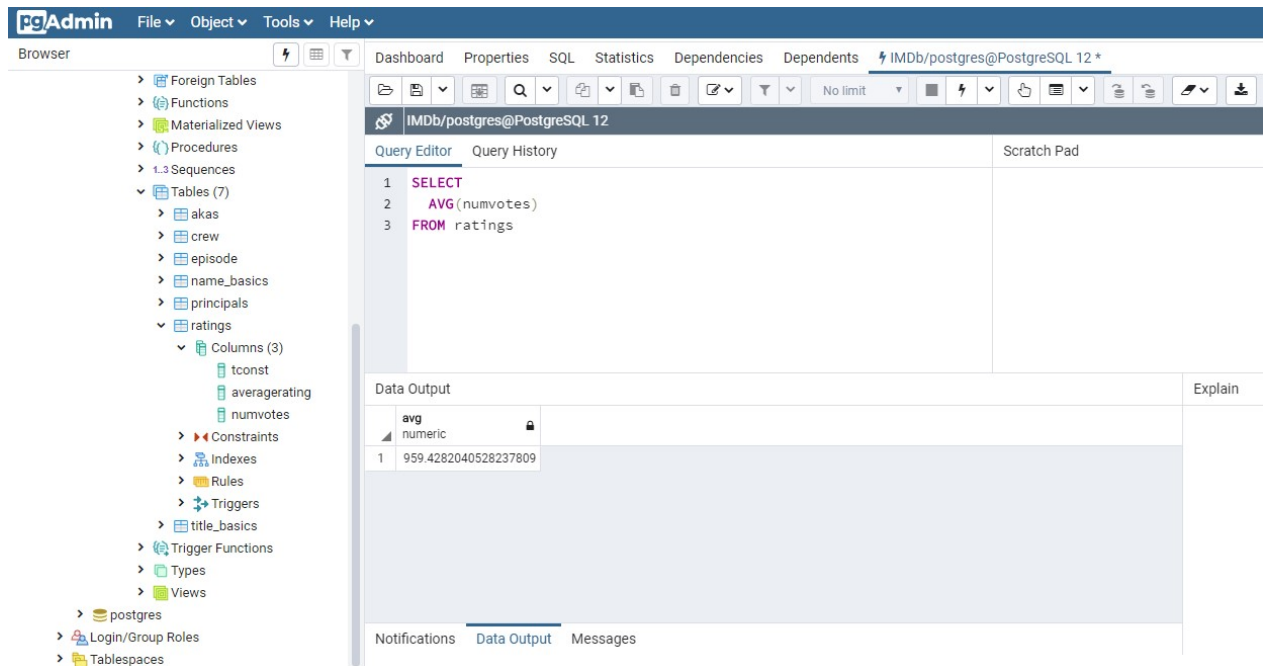 pgAdmin File Object Tools Help
Browser
Dashboard Properties SQL Statistics Dependencies Dependents IMDb/postgres@PostgreSQL 12 *
No limit
IMDb/postgres@PostgreSQL 12
Query Editor Query History
Scratch Pad
1 SELECT
2 AVG(numvotes)
3 FROM ratings
Foreign Tables
Functions
Materialized Views
Procedures
1..3 Sequences
Tables (7)
akas
crew
episode
name_basics
principals
ratings
Columns (3)
tconst
averagerating
numvotes
Constraints
Indexes
Rules
Triggers
title_basics
Trigger Functions
Types
Views
postgres
Login/Group Roles
Tablespaces
Data Output
Explain
avg
numeric
1 959.4282040528237809
Notifications Data Output Messages